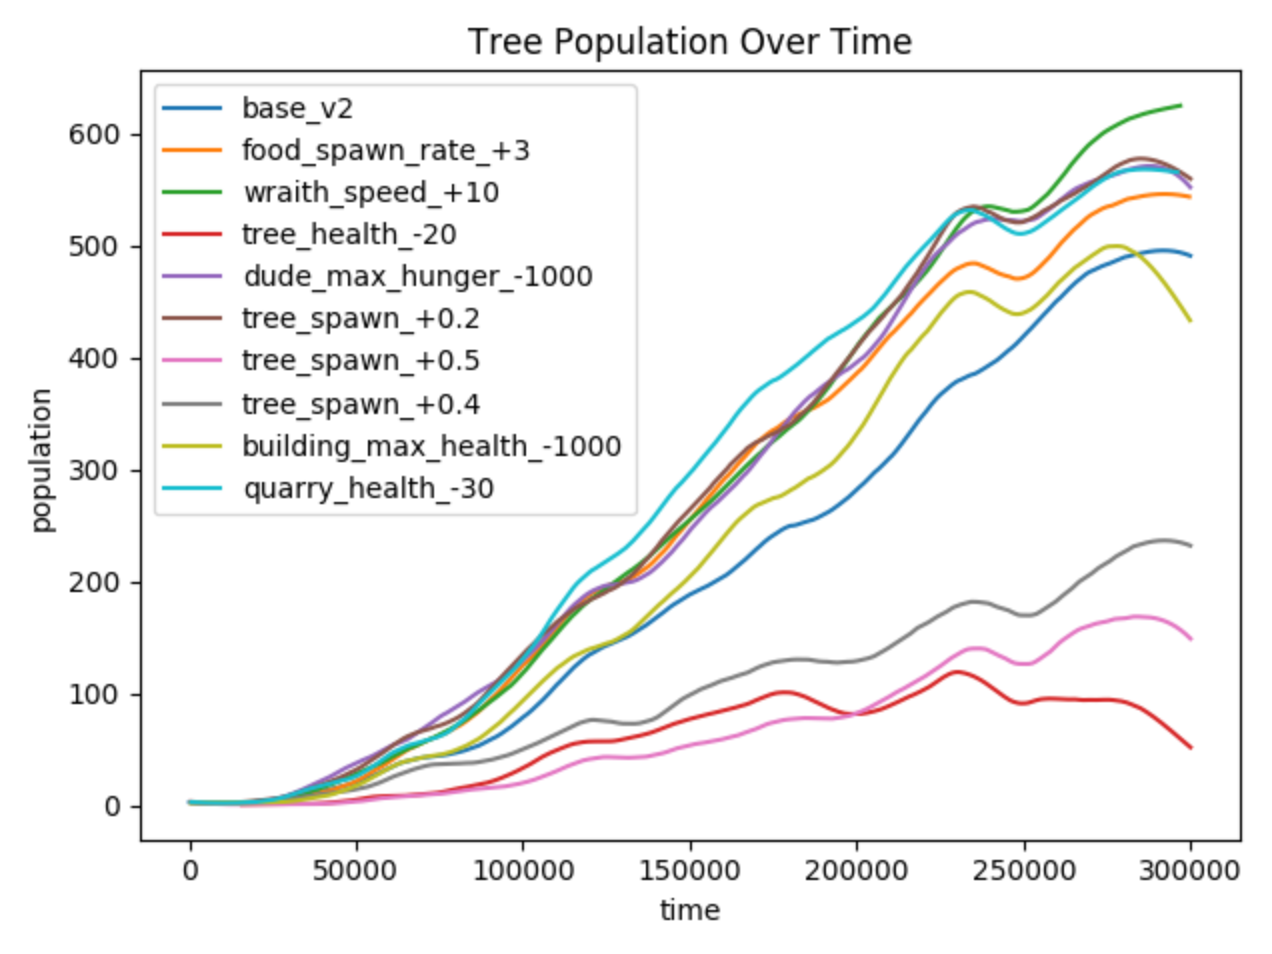 Tree Population Over Time
base_v2
food_spawn_rate_+3
wraith_speed_+10
tree_health_-20
dude_max_hunger_-1000
tree_spawn_+0.2
tree_spawn_+0.5
tree_spawn_+0.4
building_max_health_-1000
quarry_health_-30
population
600
500
400
300
200
100
0
0 50000 100000 150000 200000 250000 300000
time